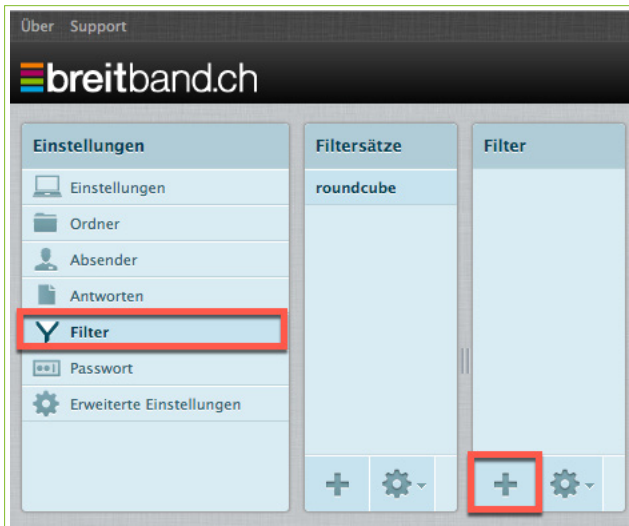 Über Support
breitband.ch
Einstellungen
Einstellungen
Ordner
Absender
Antworten
Filter
Passwort
Erweiterte Einstellungen
Filtersätze
roundcube
Filter